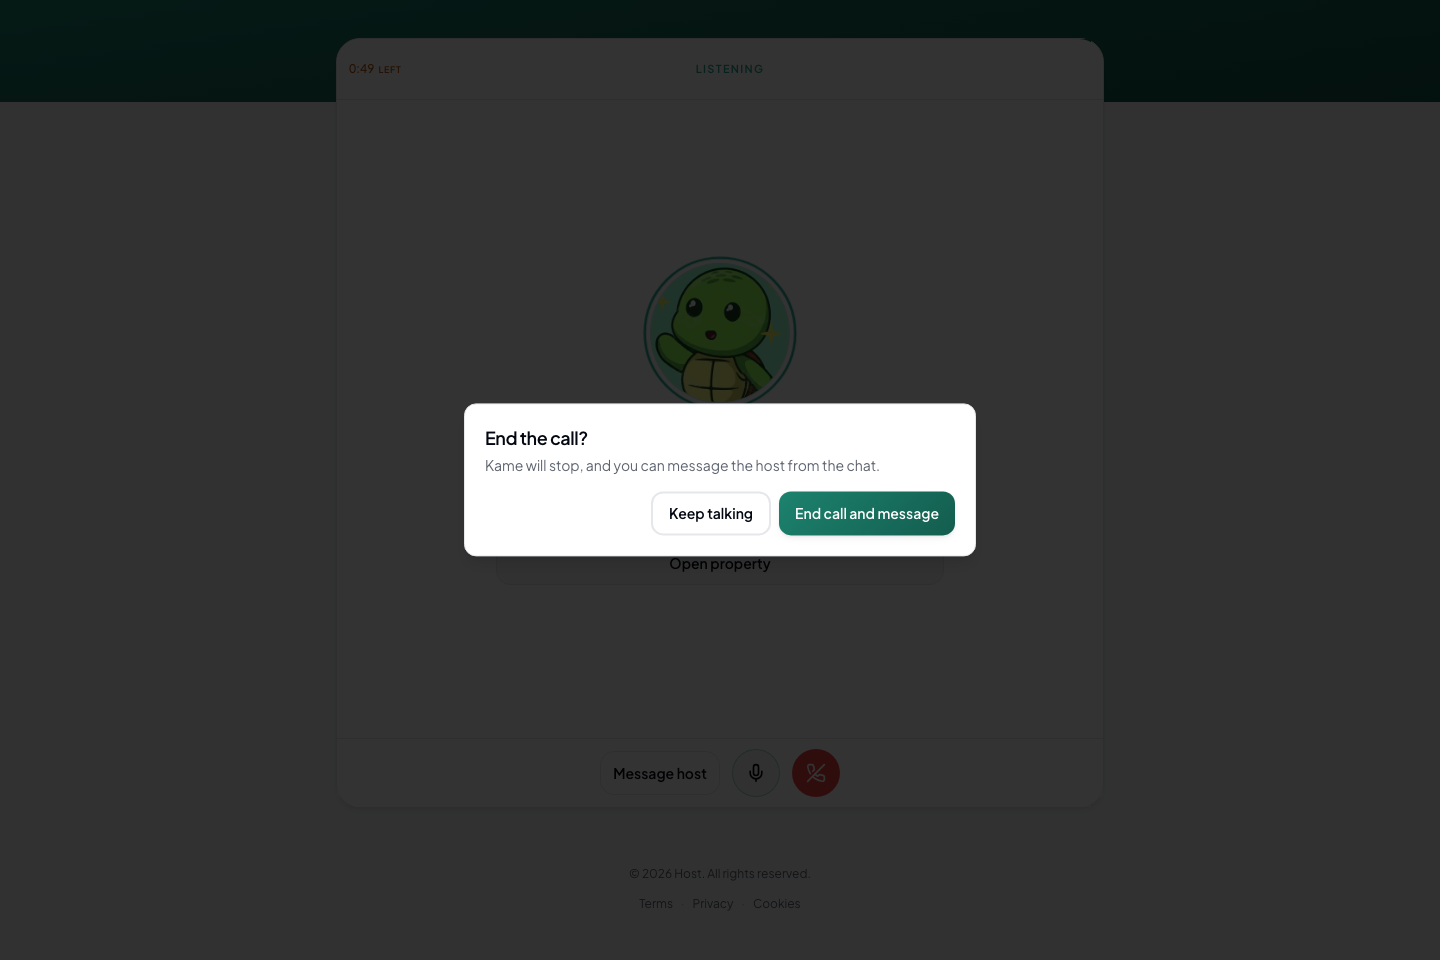 0:49 LEFT
LISTENING
End the call?
Kame will stop, and you can message the host from the chat.
Keep talking
End call and message
Open property
Message host
© 2026 Host. All rights reserved.
Terms · Privacy · Cookies